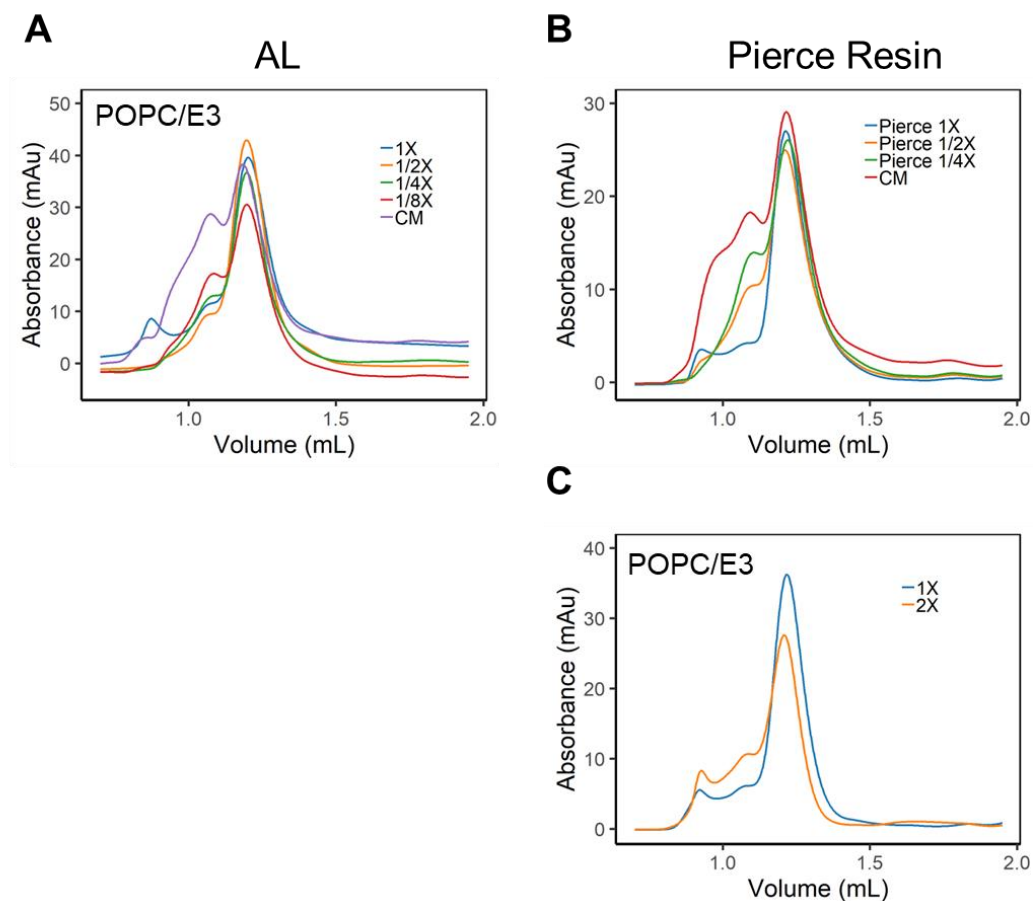 A
AL
POPC/E3
1X
1/2X
1/4X
1/8X
CM
50
40
30
20
10
0
Absorbance (mAu)
1.0 1.5 2.0
Volume (mL)
B
Pierce Resin
Pierce 1X
Pierce 1/2X
Pierce 1/4X
CM
30
20
10
0
Absorbance (mAu)
1.0 1.5 2.0
Volume (mL)
C
POPC/E3
1X
2X
40
30
20
10
0
Absorbance (mAu)
1.0 1.5 2.0
Volume (mL)